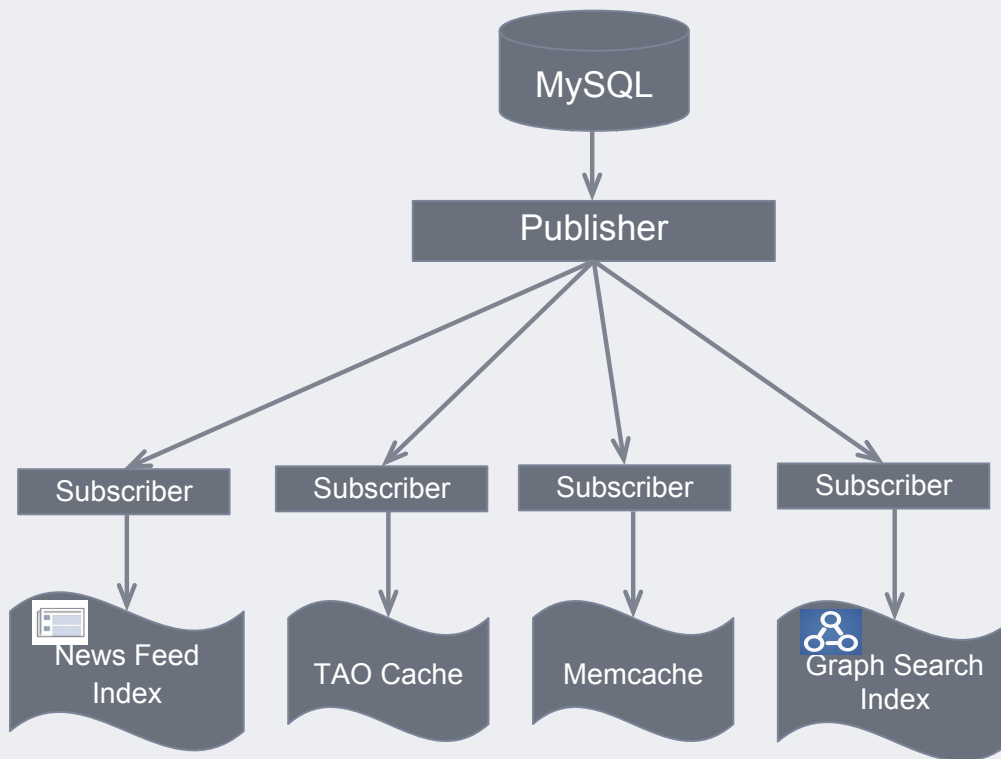 MySQL
Publisher
Subscriber
Subscriber
Subscriber
Subscriber
News Feed
Index
TAO Cache
Memcache
Graph Search
Index